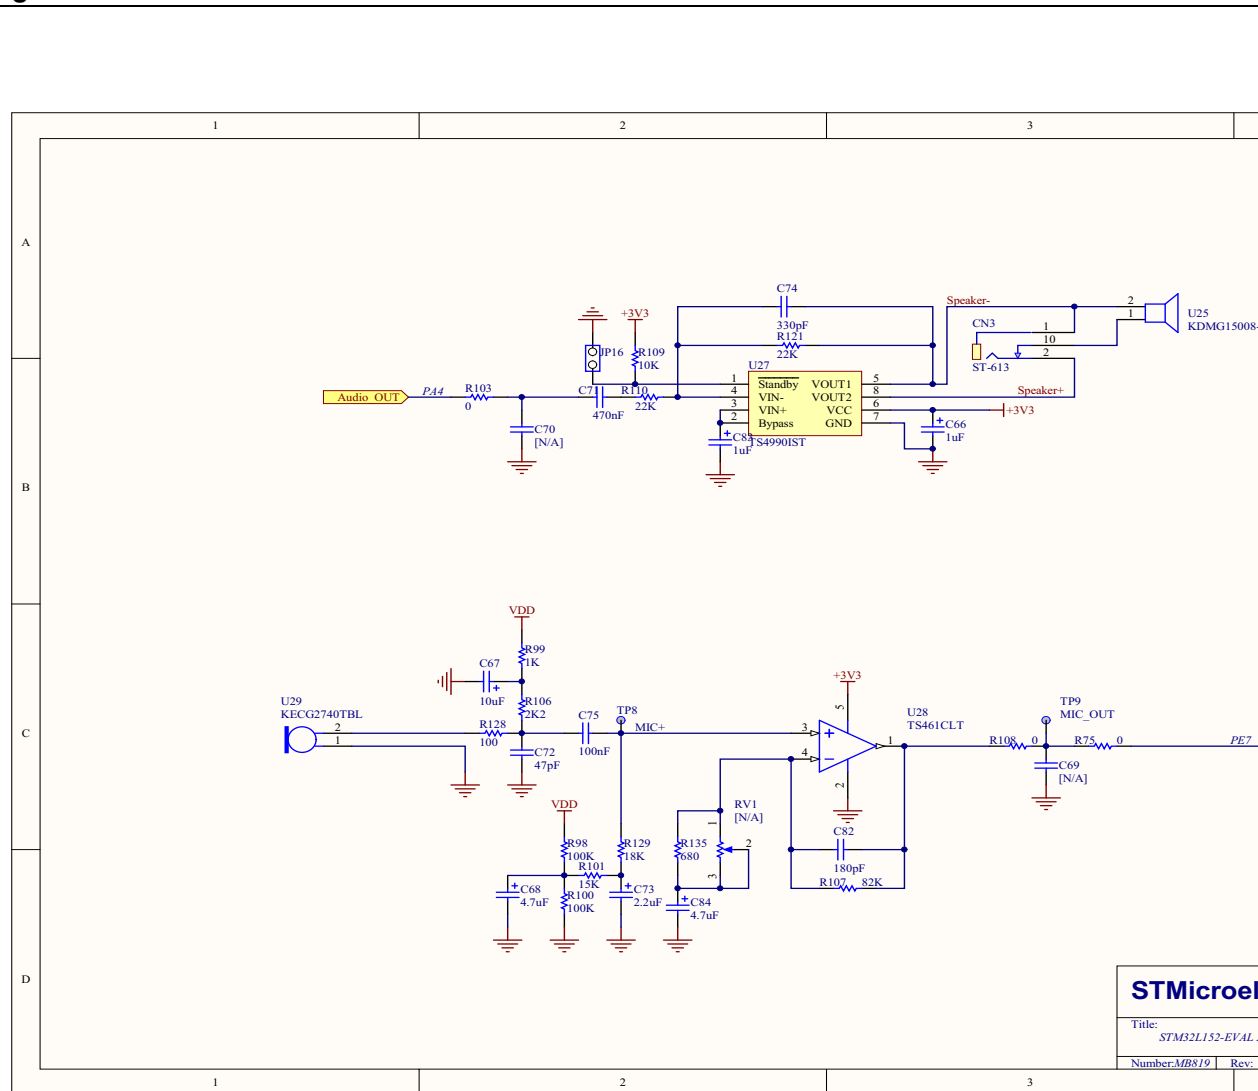 1 2 3
A
B
C
D
C74
330pF
R121
22K
+3V3
JP16
R109
10K
U27
Standby VOUT1
VIN- VOUT2
VIN+ VCC
Bypass GND
1
4
3
2
5
8
6
7
TS4990IST
Audio OUT
PA4
R103
0
C70
[N/A]
C71
470nF
R110
22K
C83
1uF
+3V3
C66
1uF
Speaker-
CN3
1
10
2
ST-613
Speaker+
2
1
U25
KDMG15008-
VDD
R99
1K
C67
10uF
R106
2K2
U29
KECG2740TBL
2
1
R128
100
C72
47pF
C75
100nF
TP8
MIC+
VDD
R98
100K
R101
15K
R100
100K
C68
4.7uF
R129
18K
C73
2.2uF
R135
680
RV1
[N/A]
1
2
3
C84
4.7uF
+3V3
5
U28
TS461CLT
3
4
1
2
C82
180pF
R107 82K
TP9
MIC_OUT
R108 0
R75 0
PE7
C69
[N/A]
STMicroel
Title:
STM32L152-EVAL
Number:MB819 Rev:
1 2 3